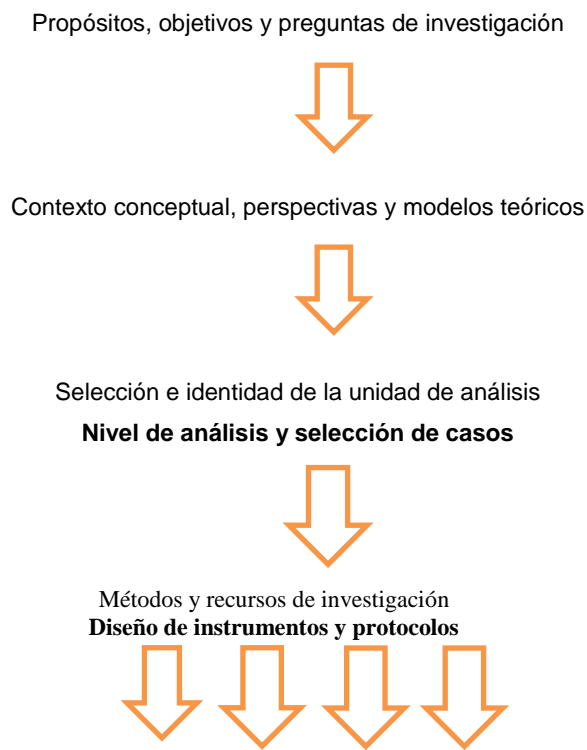 Propósitos, objetivos y preguntas de investigación
Contexto conceptual, perspectivas y modelos teóricos
Selección e identidad de la unidad de análisis
Nivel de análisis y selección de casos
Métodos y recursos de investigación
Diseño de instrumentos y protocolos